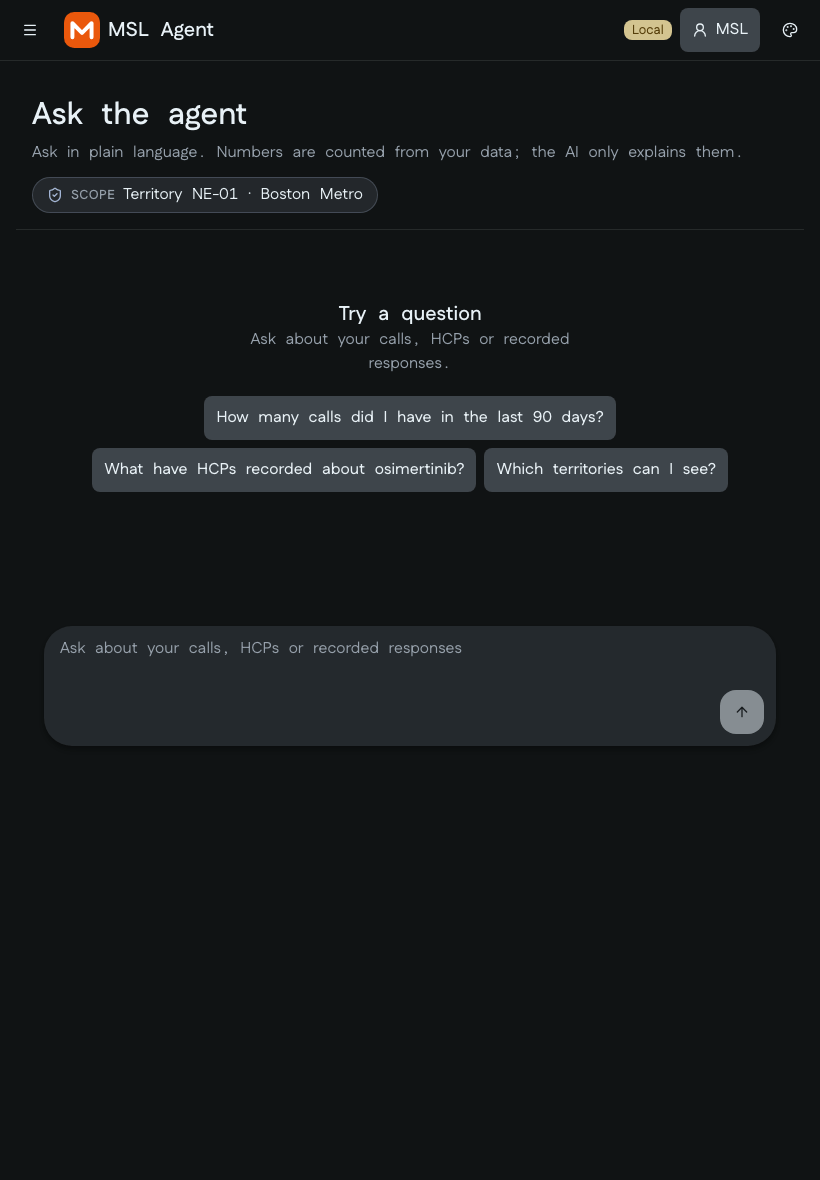 MSL Agent
Local
MSL
Ask the agent
Ask in plain language. Numbers are counted from your data; the AI only explains them.
SCOPE Territory NE-01 · Boston Metro
Try a question
Ask about your calls, HCPs or recorded
responses.
How many calls did I have in the last 90 days?
What have HCPs recorded about osimertinib?
Which territories can I see?
Ask about your calls, HCPs or recorded responses